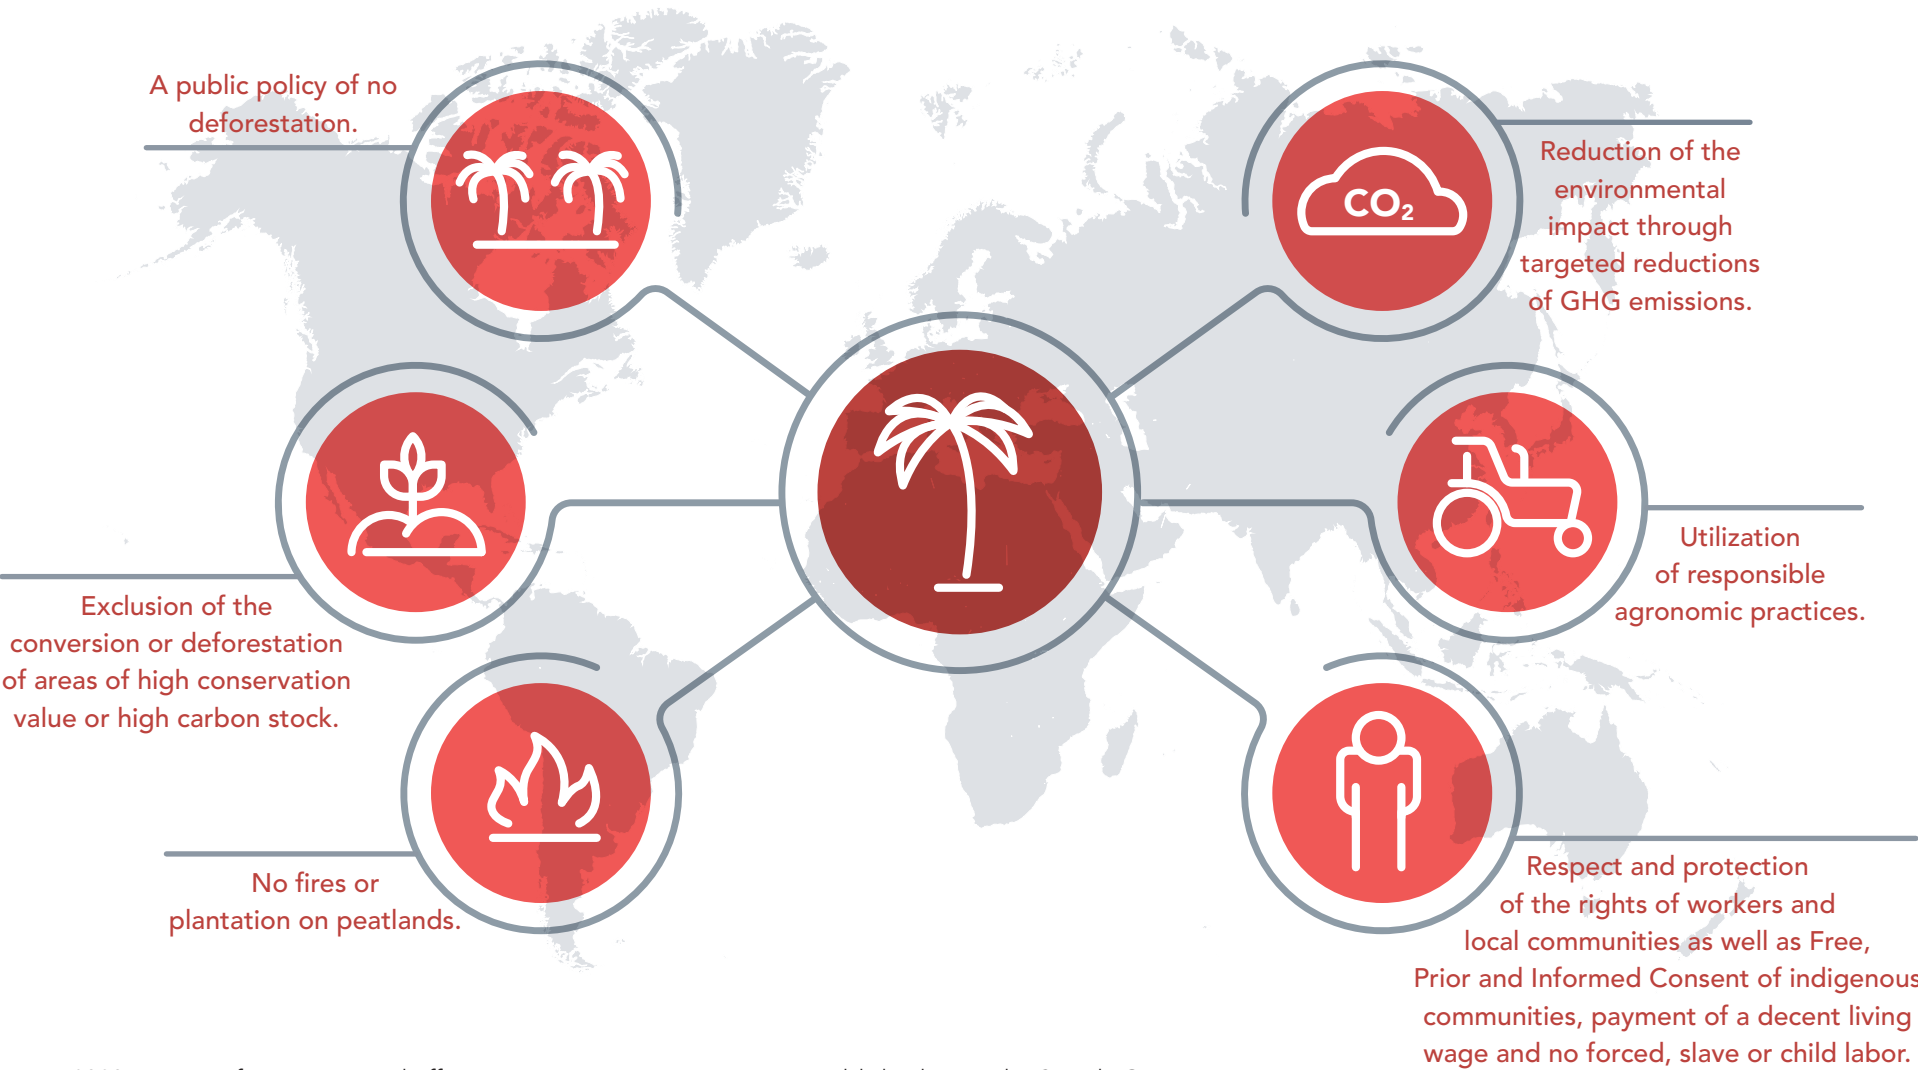 A public policy of no
deforestation.
CO₂
Reduction of the
environmental
impact through
targeted reductions
of GHG emissions.
Exclusion of the
conversion or deforestation
of areas of high conservation
value or high carbon stock.
Utilization
of responsible
agronomic practices.
No fires or
plantation on peatlands.
Respect and protection
of the rights of workers and
local communities as well as Free,
Prior and Informed Consent of indigenous
communities, payment of a decent living
wage and no forced, slave or child labor.